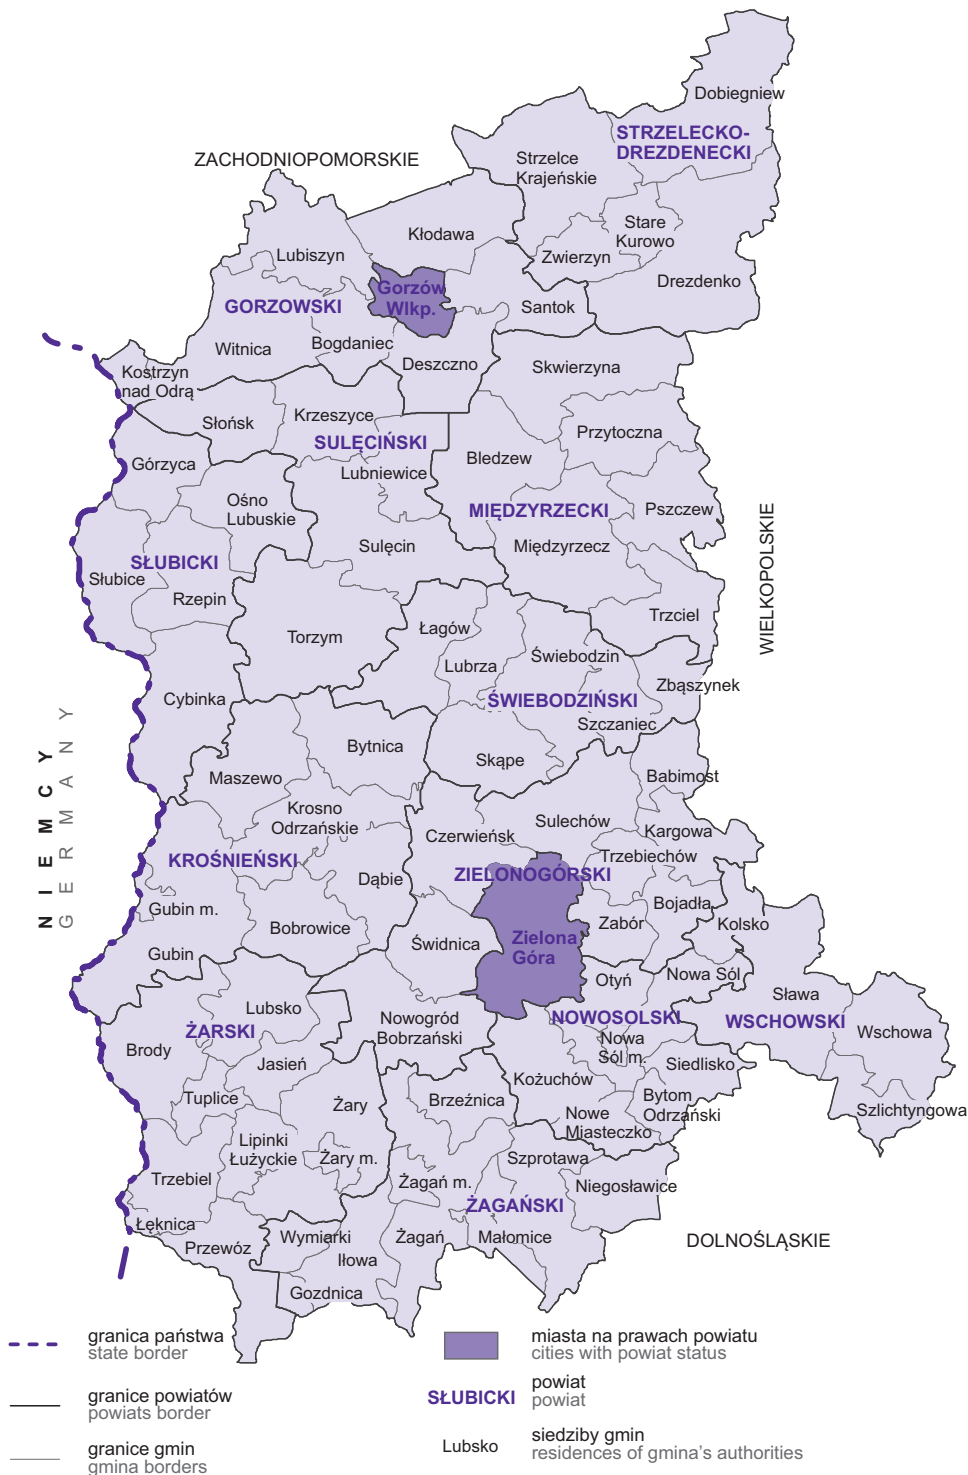 Dobiegniew
STRZELECKO-
DREZDENECKI
ZACHODNIOPOMORSKIE
Strzelce
Krajeńskie
Stare
Kurowo
Kłodawa
Zwierzyn
Lubiszyn
Drezdenko
Gorzów
Wlkp.
GORZOWSKI
Santok
Witnica
Bogdaniec
Deszczno
Skwierzyna
Kostrzyn
nad Odrą
Krzeszyce
Słońsk
Przytoczna
SULĘCIŃSKI
Bledzew
Górzyca
Lubniewice
Ośno
Lubuskie
MIĘDZYRZECKI
Pszczew
Sulęcin
Międzyrzecz
SŁUBICKI
Słubice
Rzepin
WIELKOPOLSKIE
Trzciel
Łagów
Torzym
Świebodzin
Lubrza
Zbąszynek
Cybinka
ŚWIEBODZIŃSKI
Szczaniec
Bytnica
Skąpe
Maszewo
Babimost
NIEMCY
GERMANY
Krosno
Odrzańskie
Sulechów
Czerwieńsk
Kargowa
KROŚNIEŃSKI
Trzebiechów
ZIELONOGÓRSKI
Dąbie
Bojadła
Gubin m.
Zabór
Kolsko
Bobrowice
Świdnica
Zielona
Góra
Gubin
Nowa Sól
Otyń
Sława
Lubsko
Nowogród
Bobrzański
NOWOSOLSKI
WSCHOWSKI
Wschowa
ŻARSKI
Brody
Nowa
Sól m.
Jasień
Siedlisko
Kożuchów
Tuplice
Żary
Brzeźnica
Bytom
Odrzański
Nowe
Miasteczko
Szlichtyngowa
Lipinki
Łużyckie
Żary m.
Szprotawa
Trzebiel
Żagań m.
Niegosławice
ŻAGAŃSKI
Łęknica
Przewóz
Wymiarki
Żagań
Małomice
DOLNOŚLĄSKIE
Iłowa
Gozdnica
granica państwa
state border
miasta na prawach powiatu
cities with powiat status
granice powiatów
powiats border
SŁUBICKI
powiat
powiat
granice gmin
gmina borders
Lubsko
siedziby gmin
residences of gmina's authorities